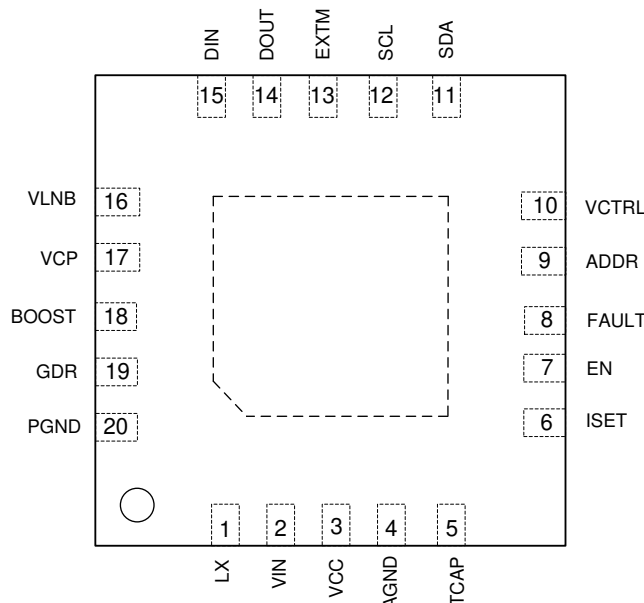 DIN DOUT EXTM SCL SDA
15 14 13 12 11
VLNB 16 10 VCTRL
VCP 17 9 ADDR
BOOST 18 8 FAULT
GDR 19 7 EN
PGND 20 6 ISET
1 2 3 4 5
LX VIN VCC AGND TCAP